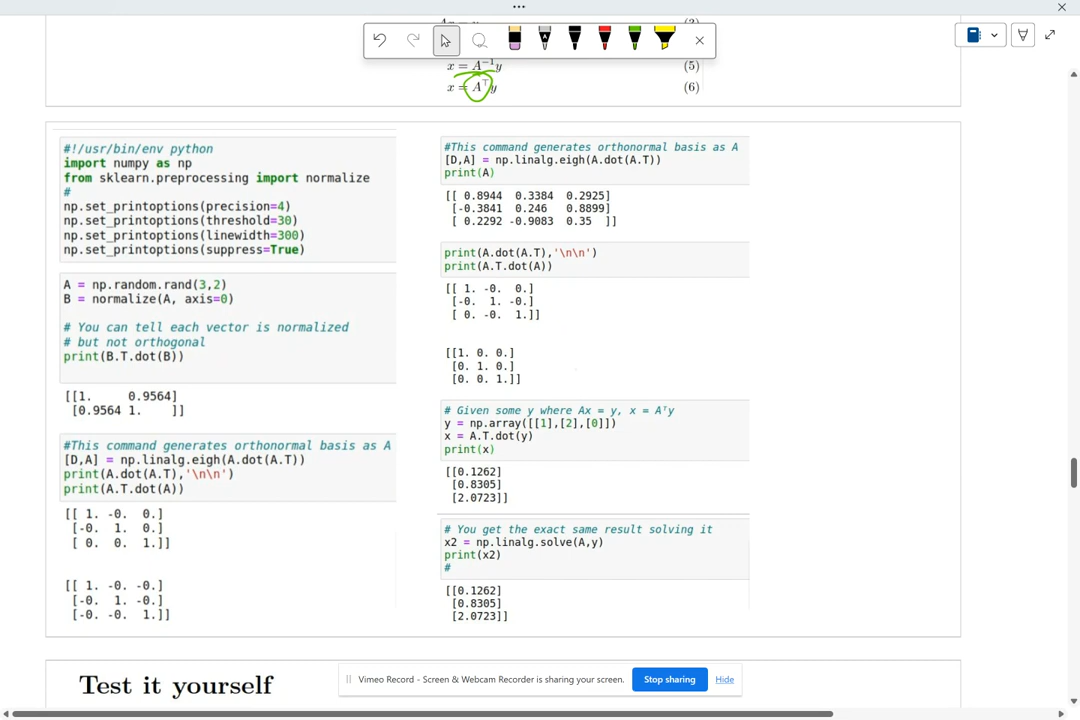 x = A⁻¹y (5)
x = A⊤y (6)
#!/usr/bin/env python
import numpy as np
from sklearn.preprocessing import normalize
#
np.set_printoptions(precision=4)
np.set_printoptions(threshold=30)
np.set_printoptions(linewidth=300)
np.set_printoptions(suppress=True)
A = np.random.rand(3,2)
B = normalize(A, axis=0)
# You can tell each vector is normalized
# but not orthogonal
print(B.T.dot(B))
[[1. 0.9564]
[0.9564 1. ]]
#This command generates orthonormal basis as A
[D,A] = np.linalg.eigh(A.dot(A.T))
print(A.dot(A.T),'\n\n')
print(A.T.dot(A))
[[ 1. -0. 0.]
[-0. 1. 0.]
[ 0. 0. 1.]]
[[ 1. -0. -0.]
[-0. 1. -0.]
[-0. -0. 1.]]
#This command generates orthonormal basis as A
[D,A] = np.linalg.eigh(A.dot(A.T))
print(A)
[[ 0.8944 0.3384 0.2925]
[-0.3841 0.246 0.8899]
[ 0.2292 -0.9083 0.35 ]]
print(A.dot(A.T),'\n\n')
print(A.T.dot(A))
[[ 1. -0. 0.]
[-0. 1. -0.]
[ 0. -0. 1.]]
[[1. 0. 0.]
[0. 1. 0.]
[0. 0. 1.]]
# Given some y where Ax = y, x = Aᵀy
y = np.array([[1],[2],[0]])
x = A.T.dot(y)
print(x)
[[0.1262]
[0.8305]
[2.0723]]
# You get the exact same result solving it
x2 = np.linalg.solve(A,y)
print(x2)
#
[[0.1262]
[0.8305]
[2.0723]]
Test it yourself
Vimeo Record - Screen & Webcam Recorder is sharing your screen.
Stop sharing
Hide